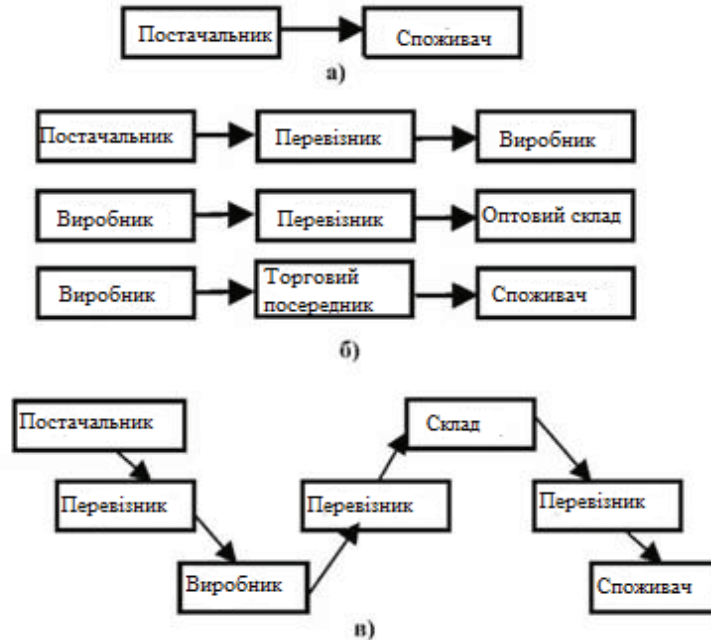 Постачальник
Споживач
а)
Постачальник
Перевізник
Виробник
Виробник
Перевізник
Оптовий склад
Виробник
Торговий
посередник
Споживач
б)
Постачальник
Склад
Перевізник
Перевізник
Перевізник
Виробник
Споживач
в)